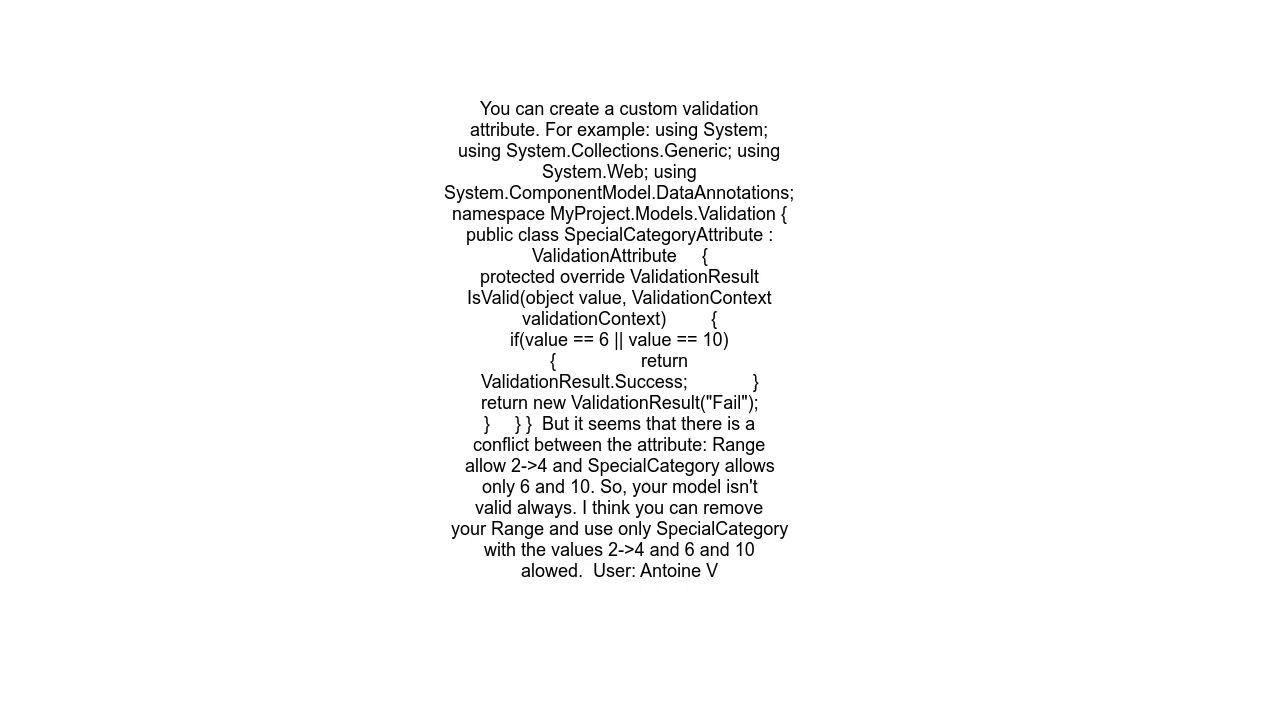 You can create a custom validation
attribute. For example: using System;
using System.Collections.Generic; using
System.Web; using
System.ComponentModel.DataAnnotations;
namespace MyProject.Models.Validation {
public class SpecialCategoryAttribute :
ValidationAttribute     {
protected override ValidationResult
IsValid(object value, ValidationContext
validationContext)         {
if(value == 6 || value == 10)
{                 return
ValidationResult.Success;             }
return new ValidationResult("Fail");
}     } }  But it seems that there is a
conflict between the attribute: Range
allow 2->4 and SpecialCategory allows
only 6 and 10. So, your model isn't
valid always. I think you can remove
your Range and use only SpecialCategory
with the values 2->4 and 6 and 10
alowed.  User: Antoine V